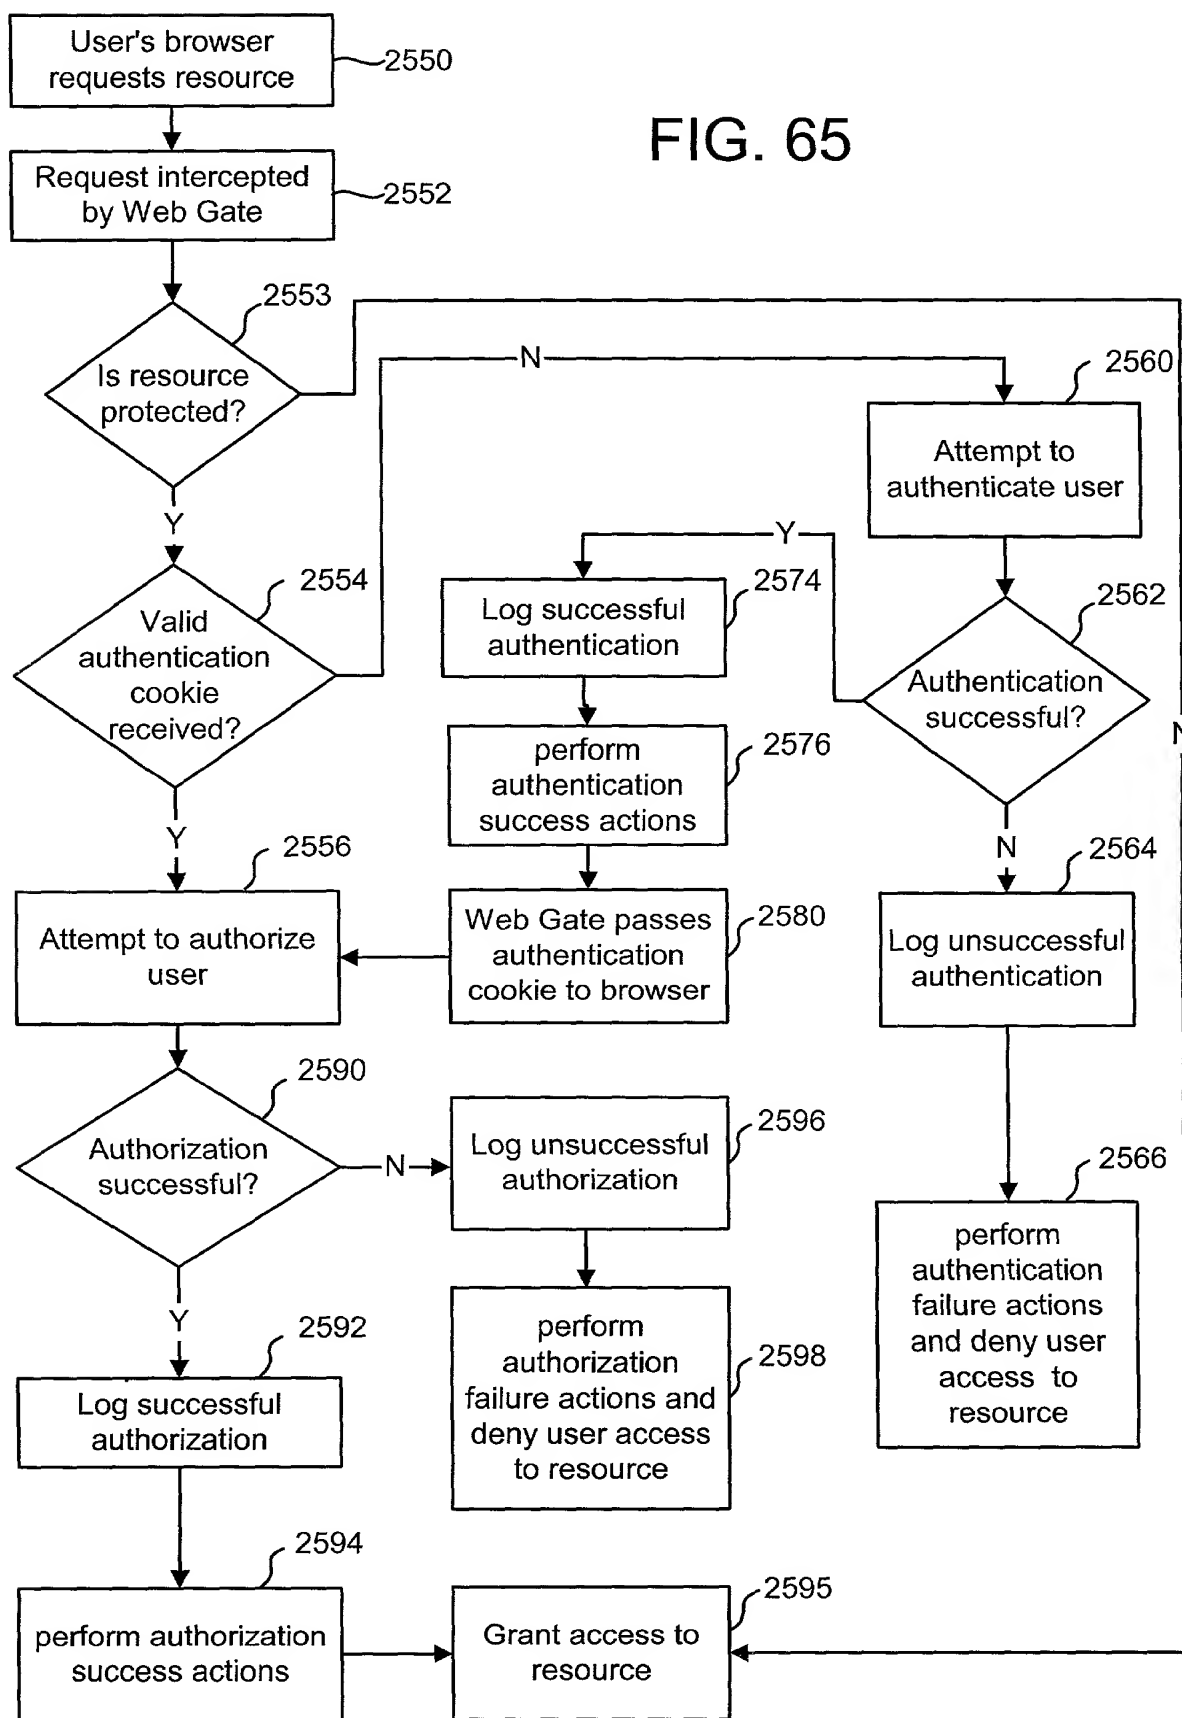 User's browser
requests resource
2550
FIG. 65
Request intercepted
by Web Gate
2552
2553
Is resource
protected?
N
2560
Attempt to
authenticate user
Y
Y
2554
Valid
authentication
cookie
received?
2574
Log successful
authentication
2562
Authentication
successful?
N
2576
perform
authentication
success actions
Y
N
2556
Attempt to authorize
user
2580
Web Gate passes
authentication
cookie to browser
2564
Log unsuccessful
authentication
2590
Authorization
successful?
N
2596
Log unsuccessful
authorization
2566
perform
authentication
failure actions
and deny user
access to
resource
Y
2592
Log successful
authorization
2598
perform
authorization
failure actions and
deny user access
to resource
2594
perform authorization
success actions
2595
Grant access to
resource